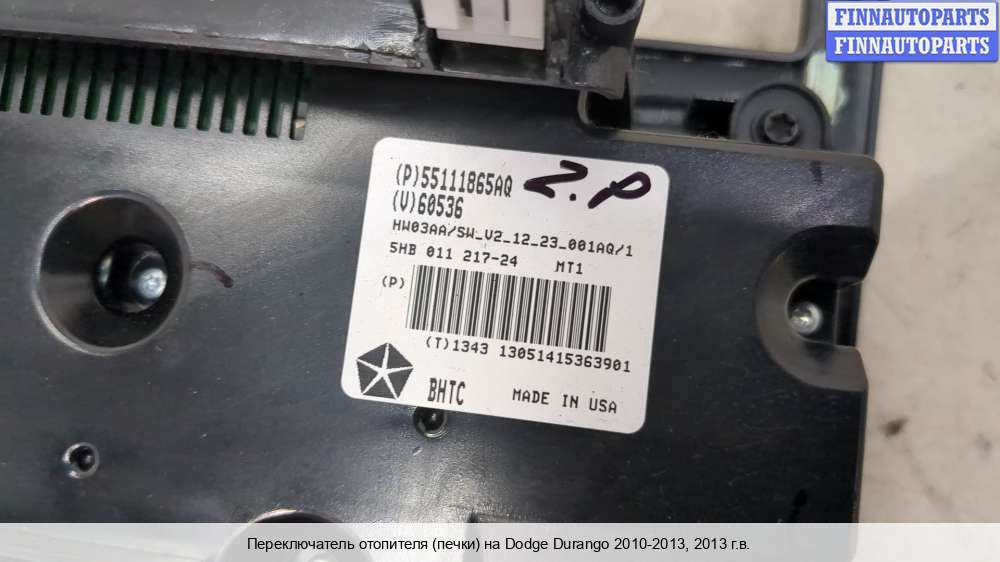 FINNAUTOPARTS
FINNAUTOPARTS
(P)55111865AQ
Z.P
(V)60536
HW03AA/SW_V2_12_23_001AQ/1
5HB 011 217-24 MT1
(P)
(T)1343 13051415363901
BHTC MADE IN USA
Переключатель отопителя (печки) на Dodge Durango 2010-2013, 2013 г.в.